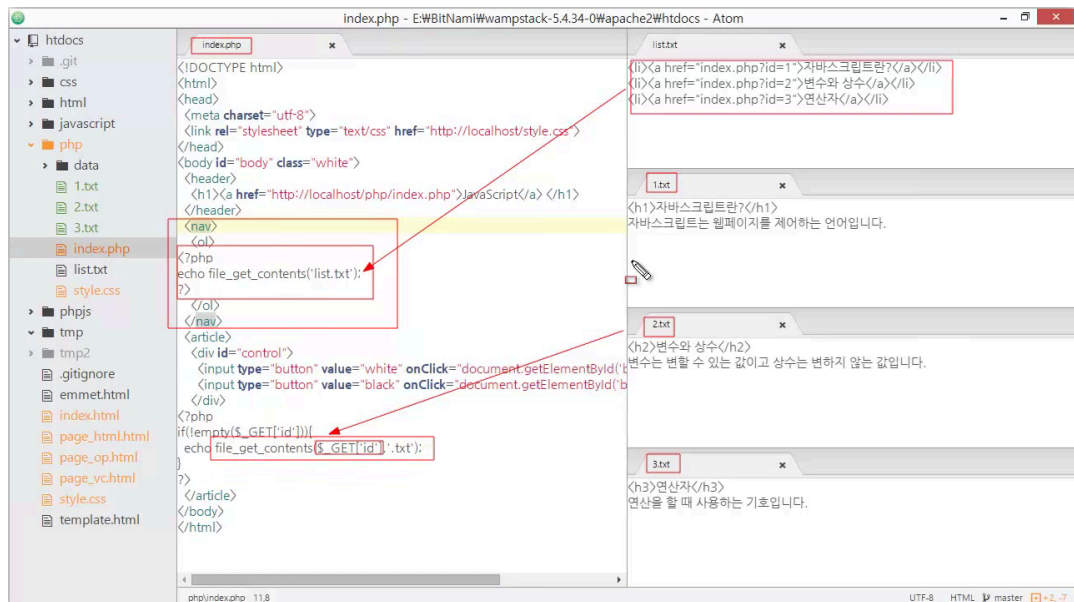 index.php - E:₩BitNami₩wampstack-5.4.34-0₩apache2₩htdocs - Atom
htdocs
.git
css
html
javascript
php
data
1.txt
2.txt
3.txt
index.php
list.txt
style.css
phpjs
tmp
tmp2
.gitignore
emmet.html
index.html
page_html.html
page_op.html
page_vc.html
style.css
template.html
index.php
<!DOCTYPE html>
<html>
<head>
<meta charset="utf-8">
<link rel="stylesheet" type="text/css" href="http://localhost/style.css">
</head>
<body id="body" class="white">
<header>
<h1><a href="http://localhost/php/index.php">JavaScript</a> </h1>
</header>
<nav>
<ol>
<?php
echo file_get_contents('list.txt');
?>
</ol>
</nav>
<article>
<div id="control">
<input type="button" value="white" onClick="document.getElementById('b
<input type="button" value="black" onClick="document.getElementById('b
</div>
<?php
if(!empty($_GET['id'])){
echo file_get_contents($_GET['id'].'.txt');
}
?>
</article>
</body>
</html>
list.txt
<li><a href="index.php?id=1">자바스크립트란?</a></li>
<li><a href="index.php?id=2">변수와 상수</a></li>
<li><a href="index.php?id=3">연산자</a></li>
1.txt
<h1>자바스크립트란?</h1>
자바스크립트는 웹페이지를 제어하는 언어입니다.
2.txt
<h2>변수와 상수</h2>
변수는 변할 수 있는 값이고 상수는 변하지 않는 값입니다.
3.txt
<h3>연산자</h3>
연산을 할 때 사용하는 기호입니다.
php\index.php 11,8
UTF-8 HTML master +2, -7